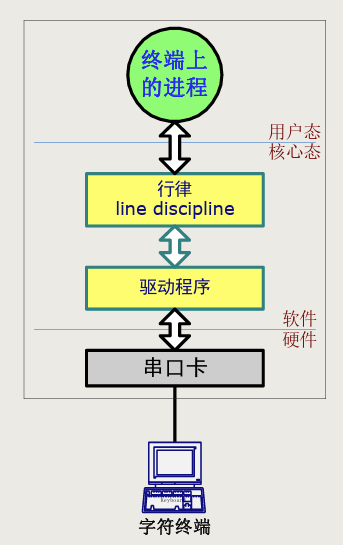 终端上
的进程
用户态
核心态
行律
line discipline
驱动程序
软件
硬件
串口卡
Keyboard
字符终端